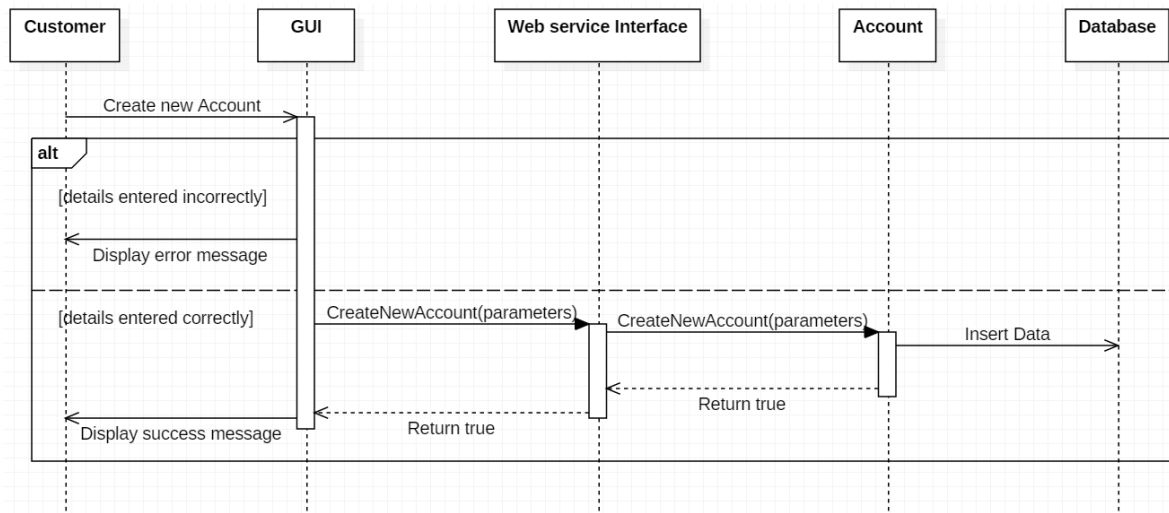 Customer
GUI
Web service Interface
Account
Database
Create new Account
alt
[details entered incorrectly]
Display error message
[details entered correctly]
CreateNewAccount(parameters)
CreateNewAccount(parameters)
Insert Data
Return true
Return true
Display success message